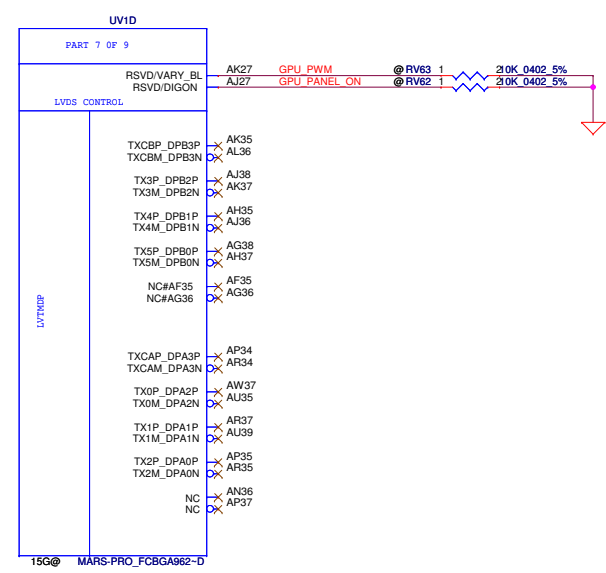 UV1D
PART 7 OF 9
RSVD/VARY_BL AK27 GPU_PWM @ RV63 1 2 10K_0402_5%
RSVD/DIGON AJ27 GPU_PANEL_ON @ RV62 1 2 10K_0402_5%
LVDS CONTROL
TXCBP_DPB3P AK35
TXCBM_DPB3N AL36
TX3P_DPB2P AJ38
TX3M_DPB2N AK37
TX4P_DPB1P AH35
TX4M_DPB1N AJ36
TX5P_DPB0P AG38
TX5M_DPB0N AH37
NC#AF35 AF35
NC#AG36 AG36
LVTMDP
TXCAP_DPA3P AP34
TXCAM_DPA3N AR34
TX0P_DPA2P AW37
TX0M_DPA2N AU35
TX1P_DPA1P AR37
TX1M_DPA1N AU39
TX2P_DPA0P AP35
TX2M_DPA0N AR35
NC AN36
NC AP37
15G@ MARS-PRO_FCBGA962~D